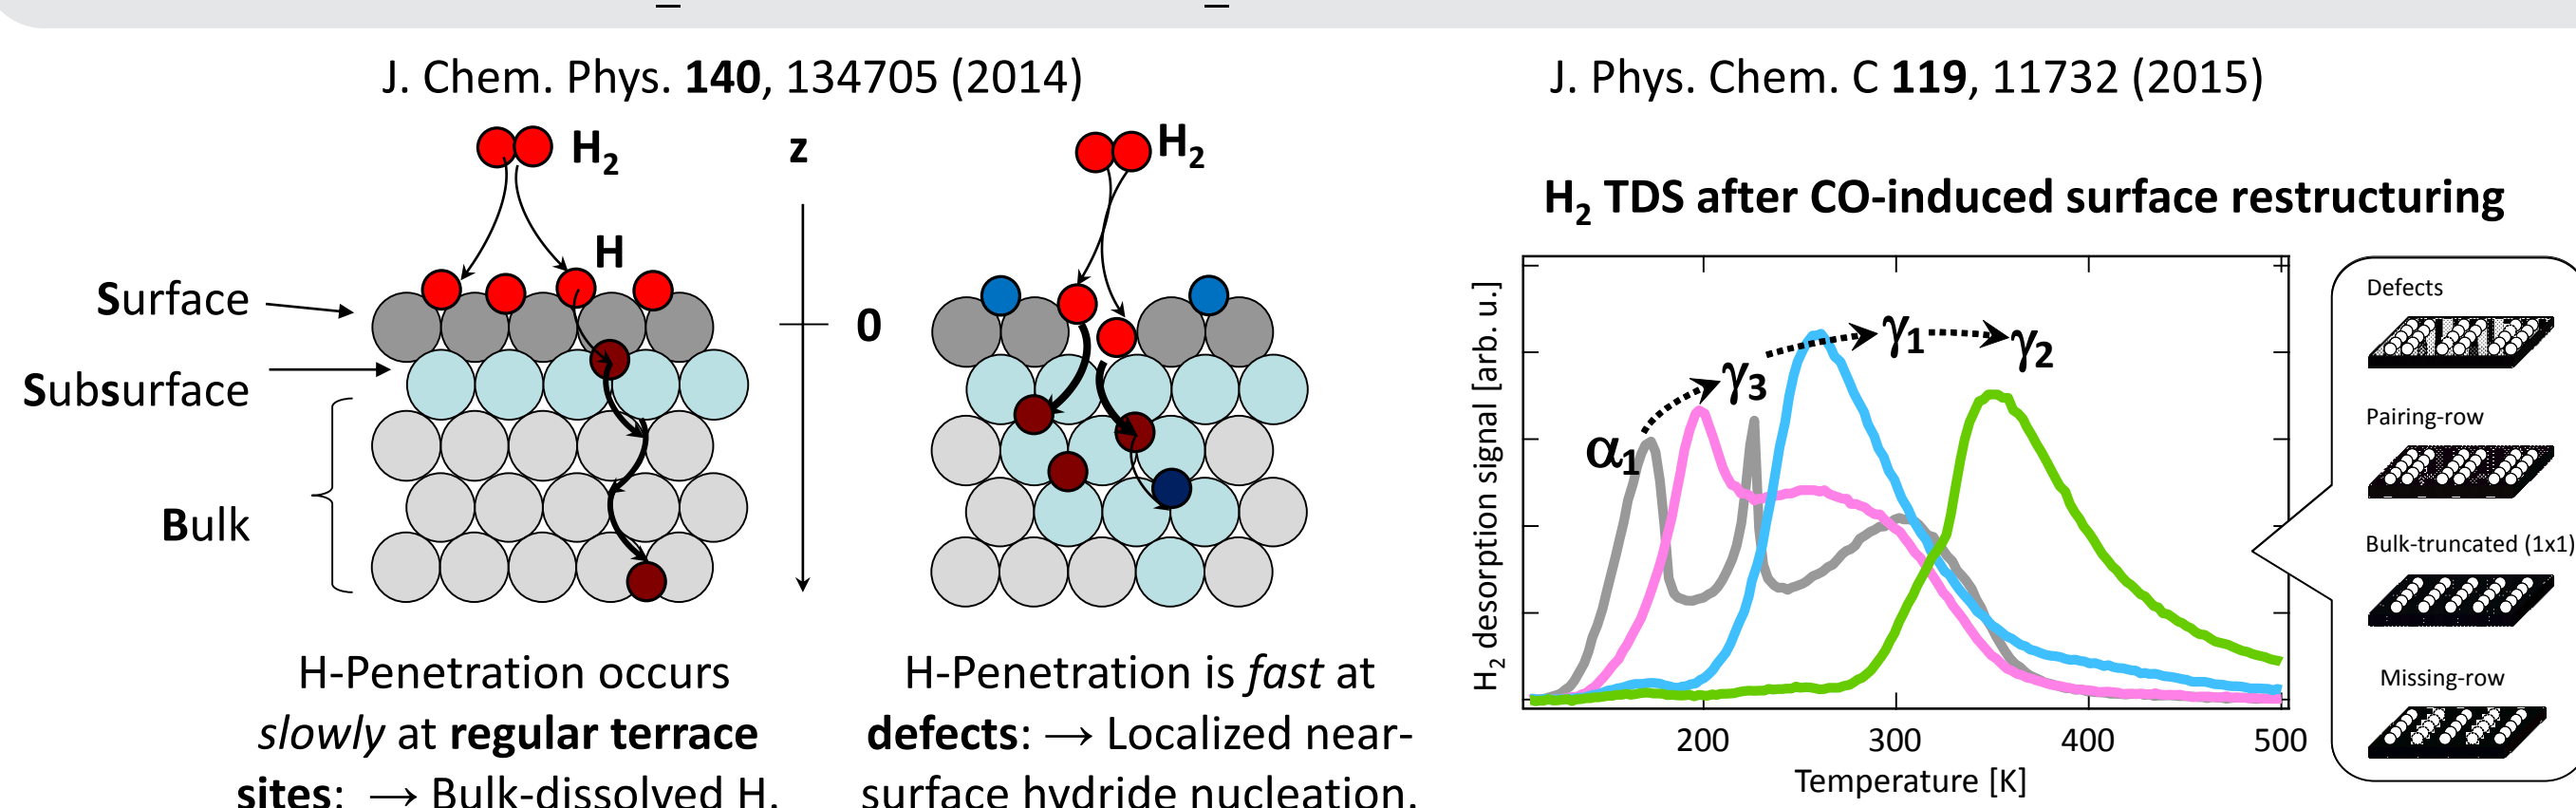 J. Chem. Phys. 140, 134705 (2014)
H2
z
H
Surface
0
Subsurface
Bulk
H-Penetration occurs
slowly at regular terrace
sites: → Bulk-dissolved H.
H2
H-Penetration is fast at
defects: → Localized near-
surface hydride nucleation.
J. Phys. Chem. C 119, 11732 (2015)
H2 TDS after CO-induced surface restructuring
H2 desorption signal [arb. u.]
α1
γ3
γ1
γ2
200 300 400 500
Temperature [K]
Defects
Pairing-row
Bulk-truncated (1x1)
Missing-row